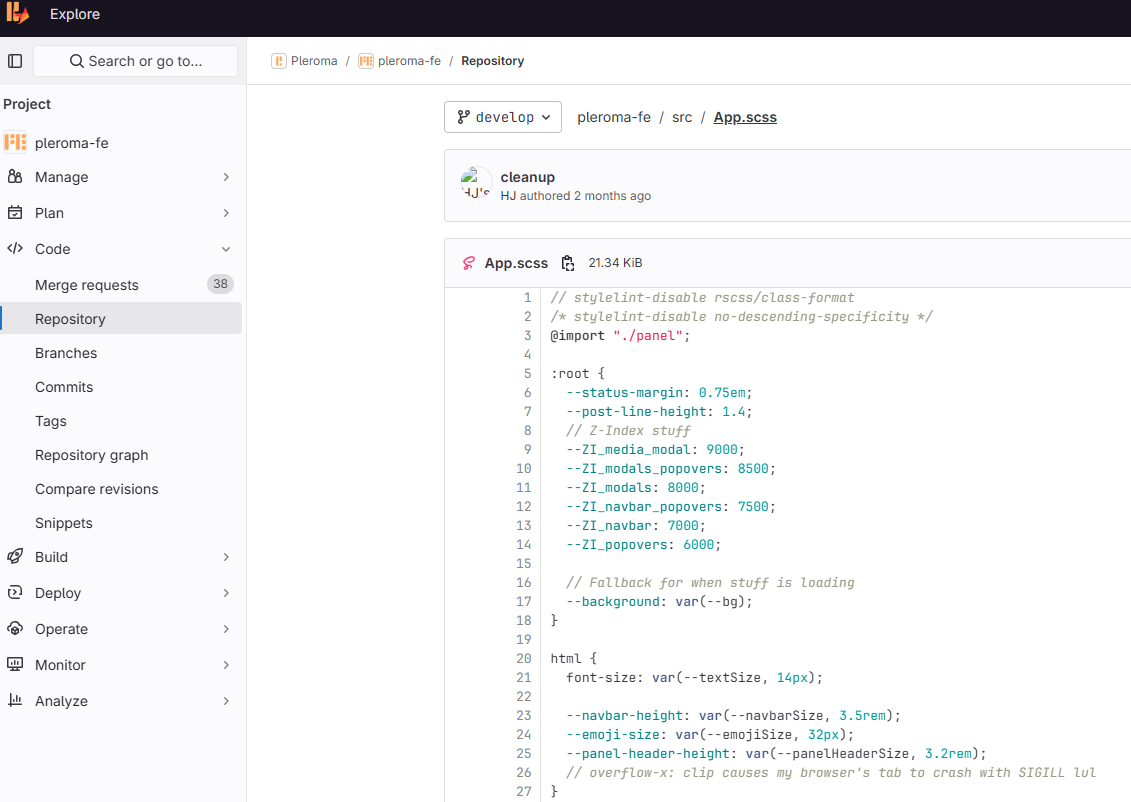 Explore
Search or go to...
Pleroma / pleroma-fe / Repository
Project
pleroma-fe
Manage
Plan
Code
Merge requests 38
Repository
Branches
Commits
Tags
Repository graph
Compare revisions
Snippets
Build
Deploy
Operate
Monitor
Analyze
develop pleroma-fe / src / App.scss
cleanup
HJ's
HJ authored 2 months ago
App.scss 21.34 KiB
1 // stylelint-disable rscss/class-format
2 /* stylelint-disable no-descending-specificity */
3 @import "./panel";
4
5 :root {
6   --status-margin: 0.75em;
7   --post-line-height: 1.4;
8   // Z-Index stuff
9   --ZI_media_modal: 9000;
10   --ZI_modals_popovers: 8500;
11   --ZI_modals: 8000;
12   --ZI_navbar_popovers: 7500;
13   --ZI_navbar: 7000;
14   --ZI_popovers: 6000;
15
16   // Fallback for when stuff is loading
17   --background: var(--bg);
18 }
19
20 html {
21   font-size: var(--textSize, 14px);
22
23   --navbar-height: var(--navbarSize, 3.5rem);
24   --emoji-size: var(--emojiSize, 32px);
25   --panel-header-height: var(--panelHeaderSize, 3.2rem);
26   // overflow-x: clip causes my browser's tab to crash with SIGILL lul
27 }